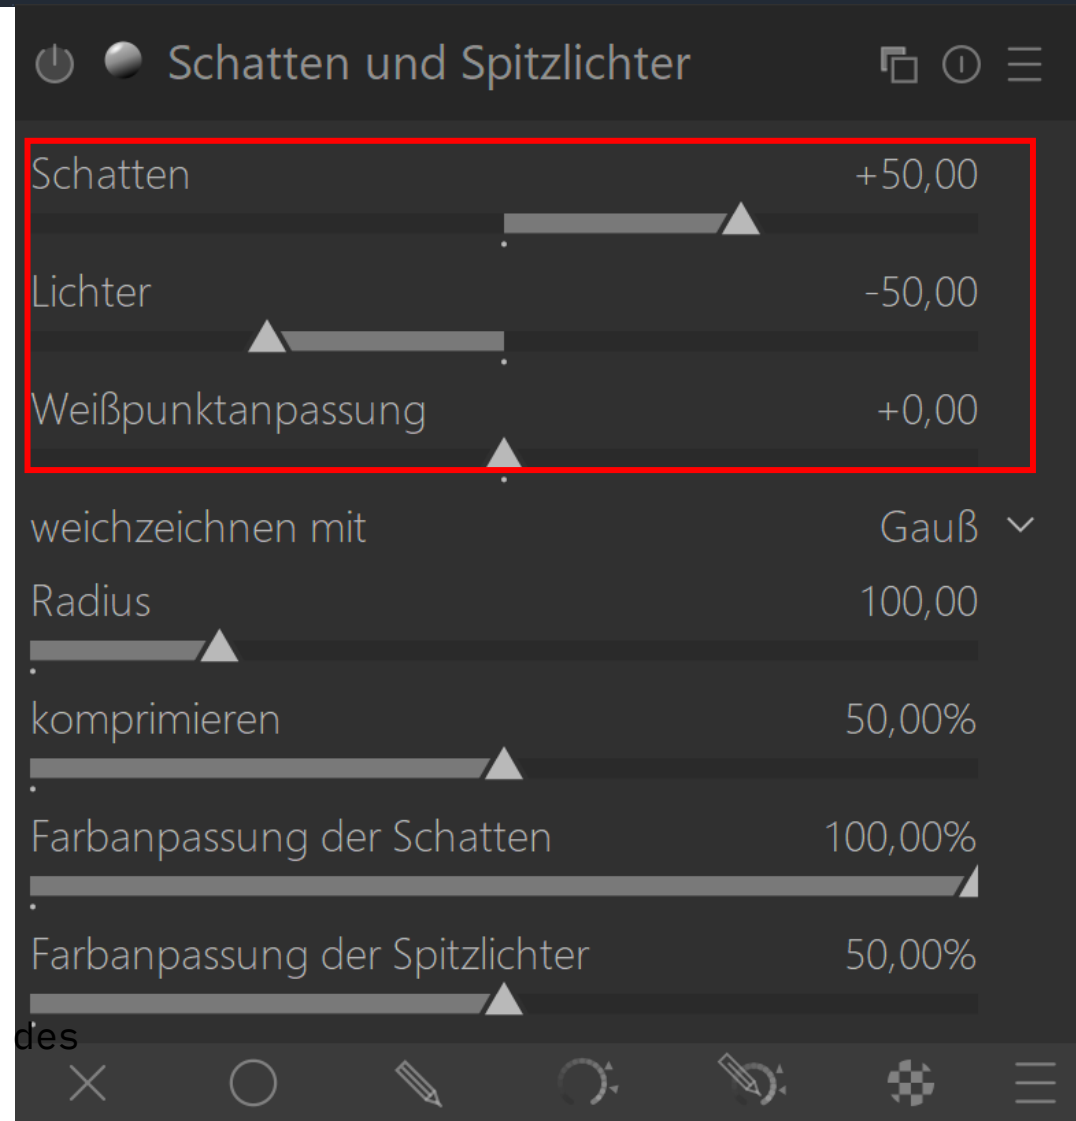 Schatten und Spitzlichter
Schatten +50,00
Lichter -50,00
Weißpunktanpassung +0,00
weichzeichnen mit Gauß
Radius 100,00
komprimieren 50,00%
Farbanpassung der Schatten 100,00%
Farbanpassung der Spitzlichter 50,00%
des